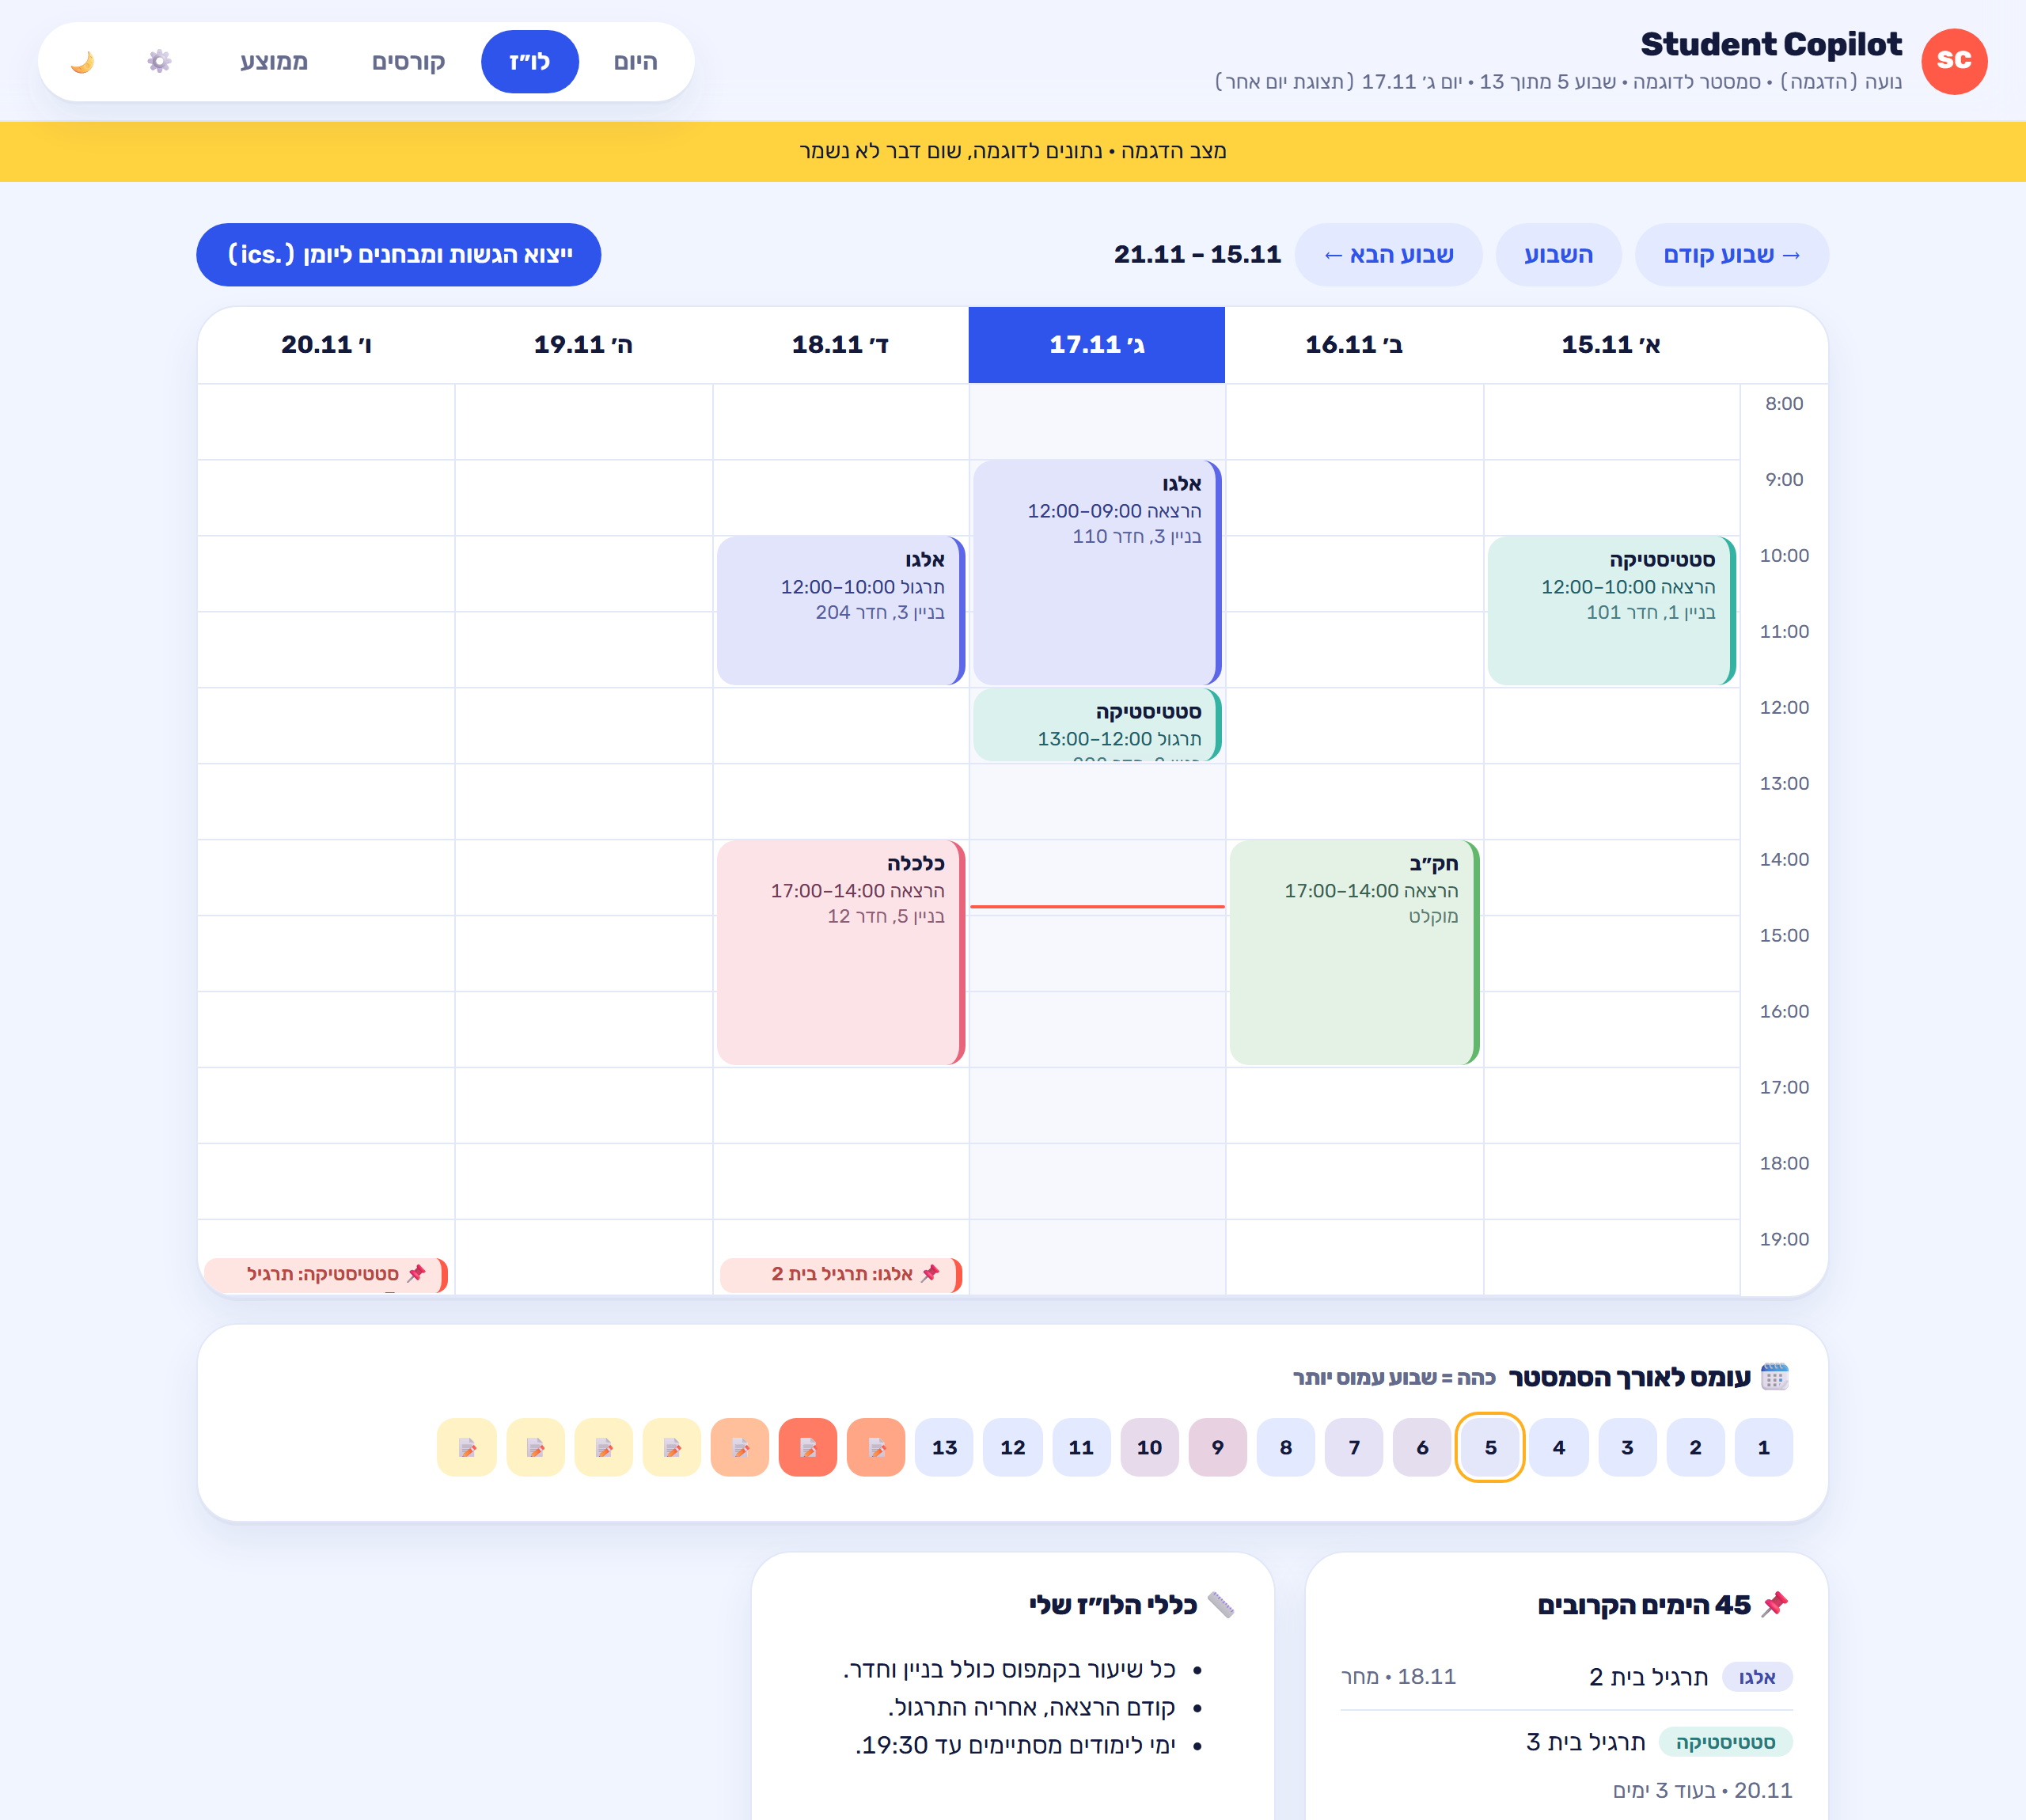 SC
Student Copilot
נועה (הדגמה) • סמסטר לדוגמה • שבוע 5 מתוך 13 • יום ג׳ 17.11 (תצוגת יום אחר)
היום
לו״ז
קורסים
ממוצע
מצב הדגמה • נתונים לדוגמה, שום דבר לא נשמר
→ שבוע קודם
השבוע
שבוע הבא ←
15.11 – 21.11
ייצוא הגשות ומבחנים ליומן (.ics)
א׳ 15.11
ב׳ 16.11
ג׳ 17.11
ד׳ 18.11
ה׳ 19.11
ו׳ 20.11
8:00
9:00
10:00
11:00
12:00
13:00
14:00
15:00
16:00
17:00
18:00
19:00
סטטיסטיקה
הרצאה 10:00–12:00
בניין 1, חדר 101
חק״ב
הרצאה 14:00–17:00
מוקלט
אלגו
הרצאה 09:00–12:00
בניין 3, חדר 110
סטטיסטיקה
תרגול 12:00–13:00
אלגו
תרגול 10:00–12:00
בניין 3, חדר 204
כלכלה
הרצאה 14:00–17:00
בניין 5, חדר 12
אלגו: תרגיל בית 2
סטטיסטיקה: תרגיל
עומס לאורך הסמסטר כהה = שבוע עמוס יותר
1 2 3 4 5 6 7 8 9 10 11 12 13
45 הימים הקרובים
אלגו תרגיל בית 2 18.11 • מחר
סטטיסטיקה תרגיל בית 3
20.11 • בעוד 3 ימים
כללי הלו״ז שלי
• כל שיעור בקמפוס כולל בניין וחדר.
• קודם הרצאה, אחריה התרגול.
• ימי לימודים מסתיימים עד 19:30.